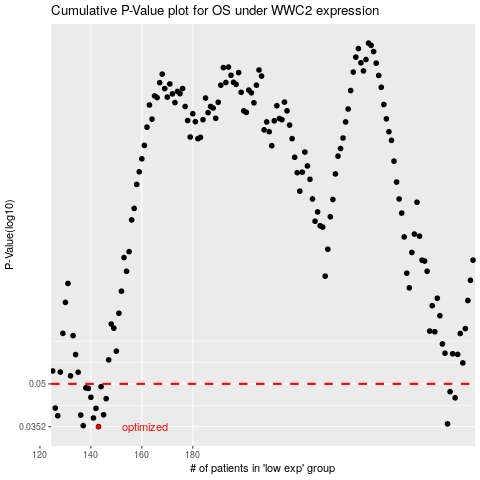 Cumulative P-Value plot for OS under WWC2 expression
P-Value(log10)
0.05
0.0352
optimized
120 140 160 180
# of patients in 'low exp' group